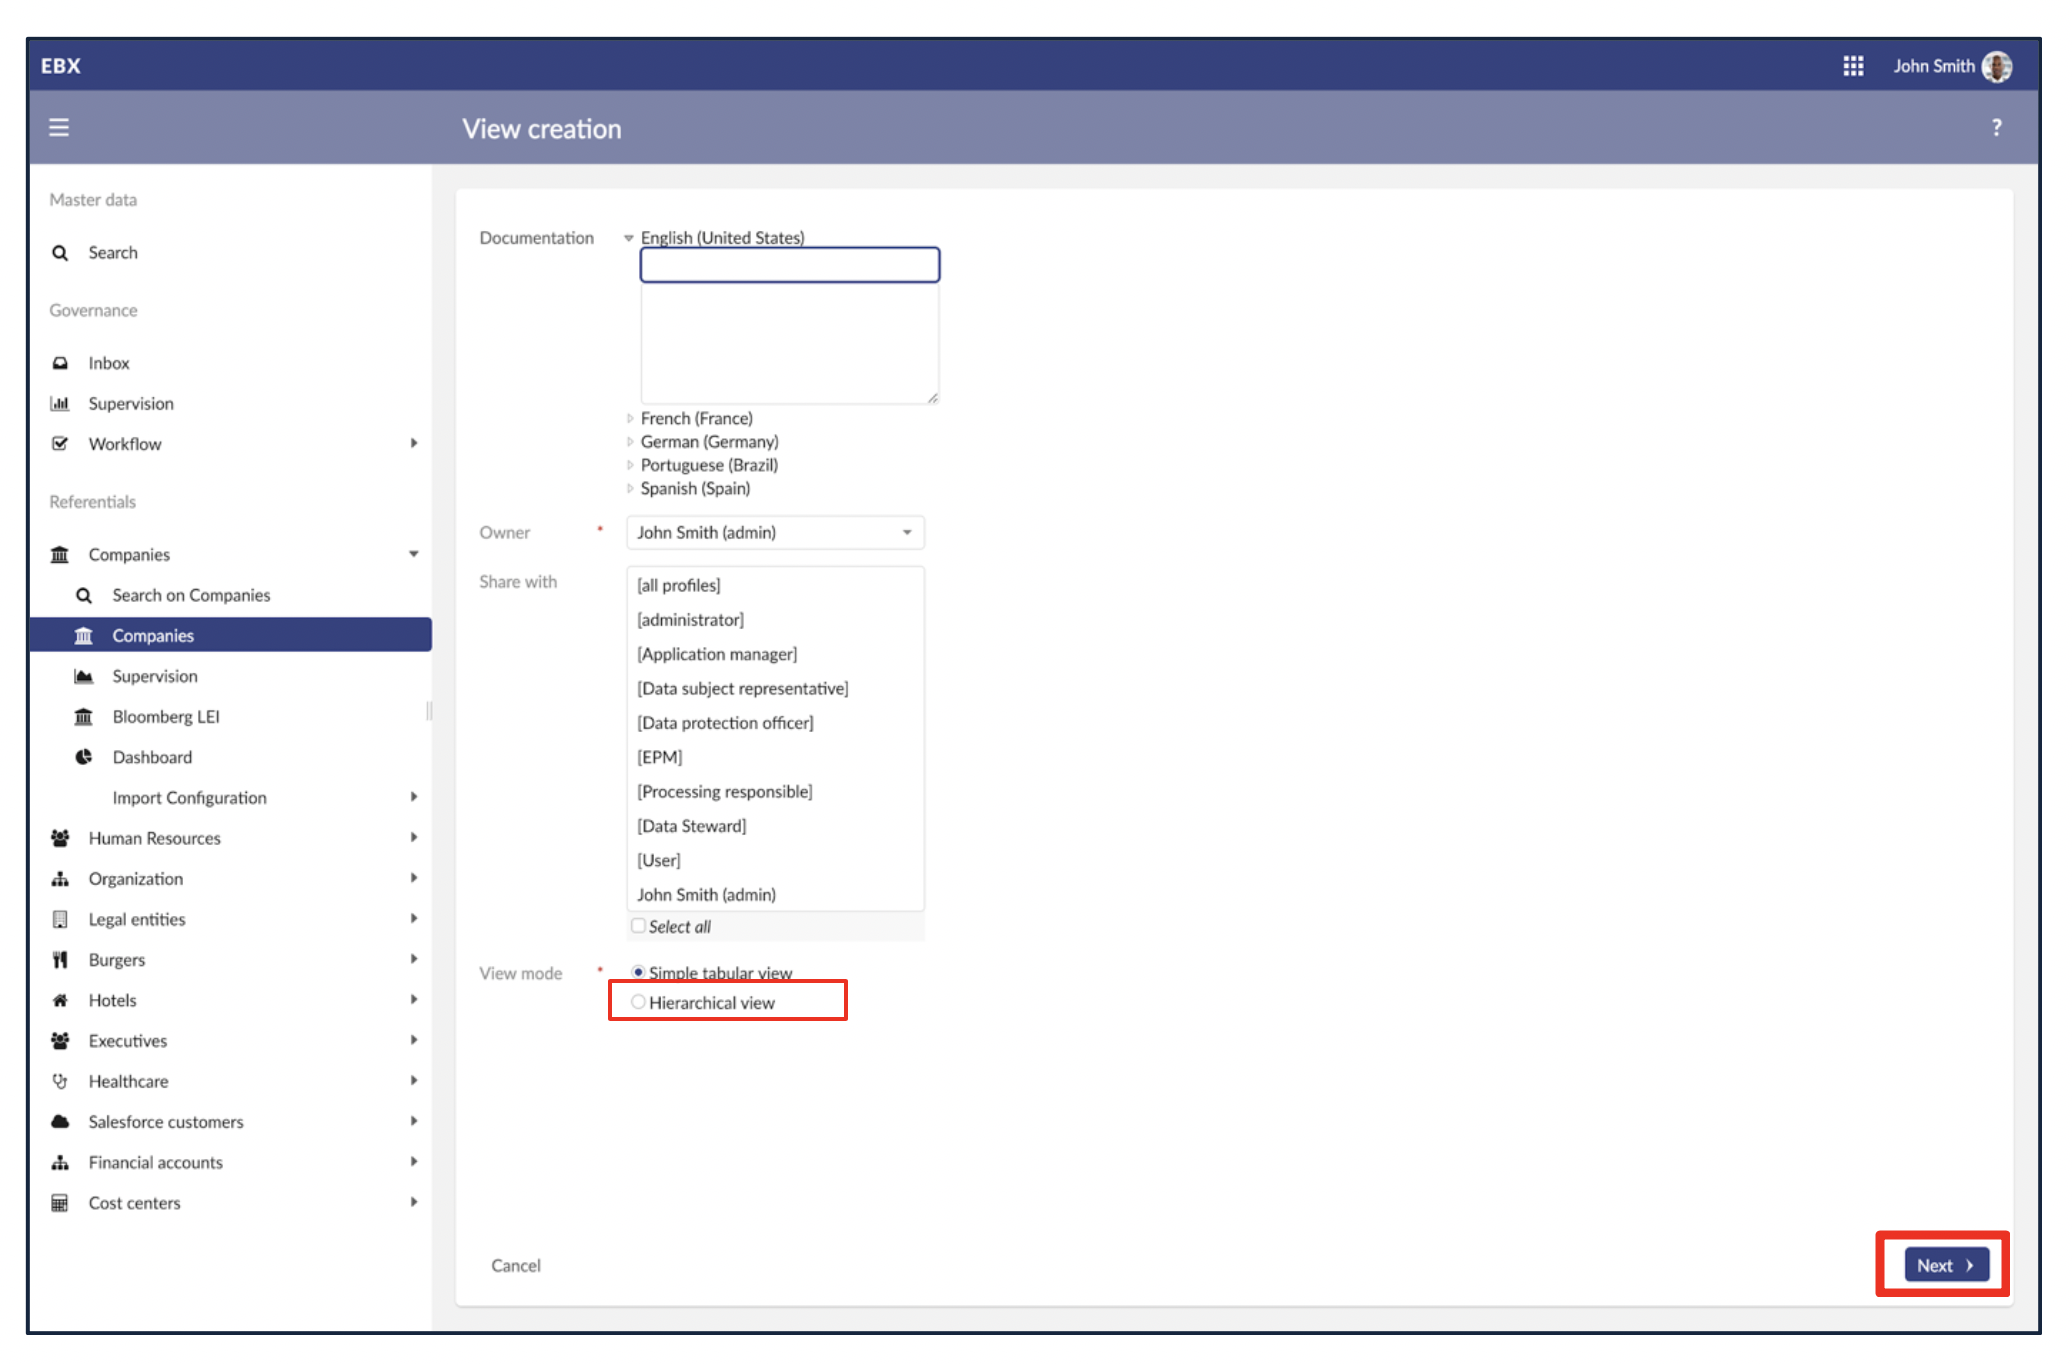 EBX
John Smith
View creation
?
Master data
Search
Governance
Inbox
Supervision
Workflow
Referentials
Companies
Search on Companies
Companies
Supervision
Bloomberg LEI
Dashboard
Import Configuration
Human Resources
Organization
Legal entities
Burgers
Hotels
Executives
Healthcare
Salesforce customers
Financial accounts
Cost centers
Documentation
English (United States)
French (France)
German (Germany)
Portuguese (Brazil)
Spanish (Spain)
Owner * John Smith (admin)
Share with
[all profiles]
[administrator]
[Application manager]
[Data subject representative]
[Data protection officer]
[EPM]
[Processing responsible]
[Data Steward]
[User]
John Smith (admin)
Select all
View mode * Simple tabular view
Hierarchical view
Cancel
Next